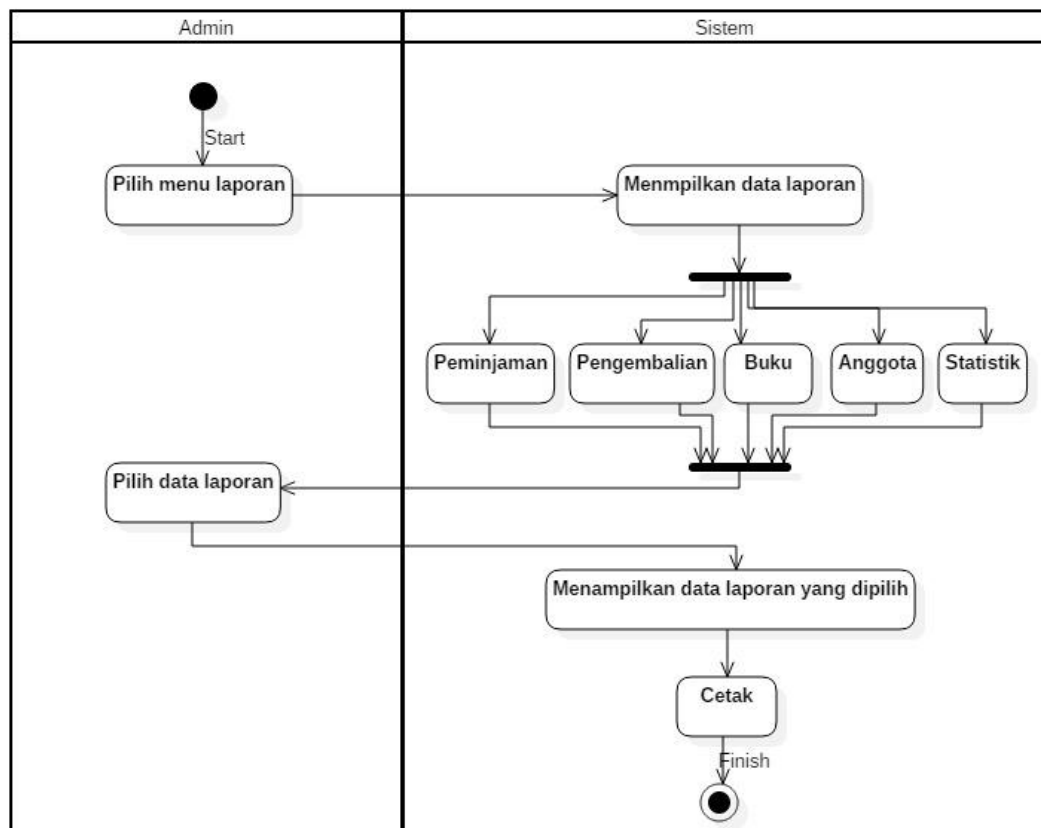 Admin
Sistem
Start
Pilih menu laporan
Menmpilkan data laporan
Peminjaman
Pengembalian
Buku
Anggota
Statistik
Pilih data laporan
Menampilkan data laporan yang dipilih
Cetak
Finish